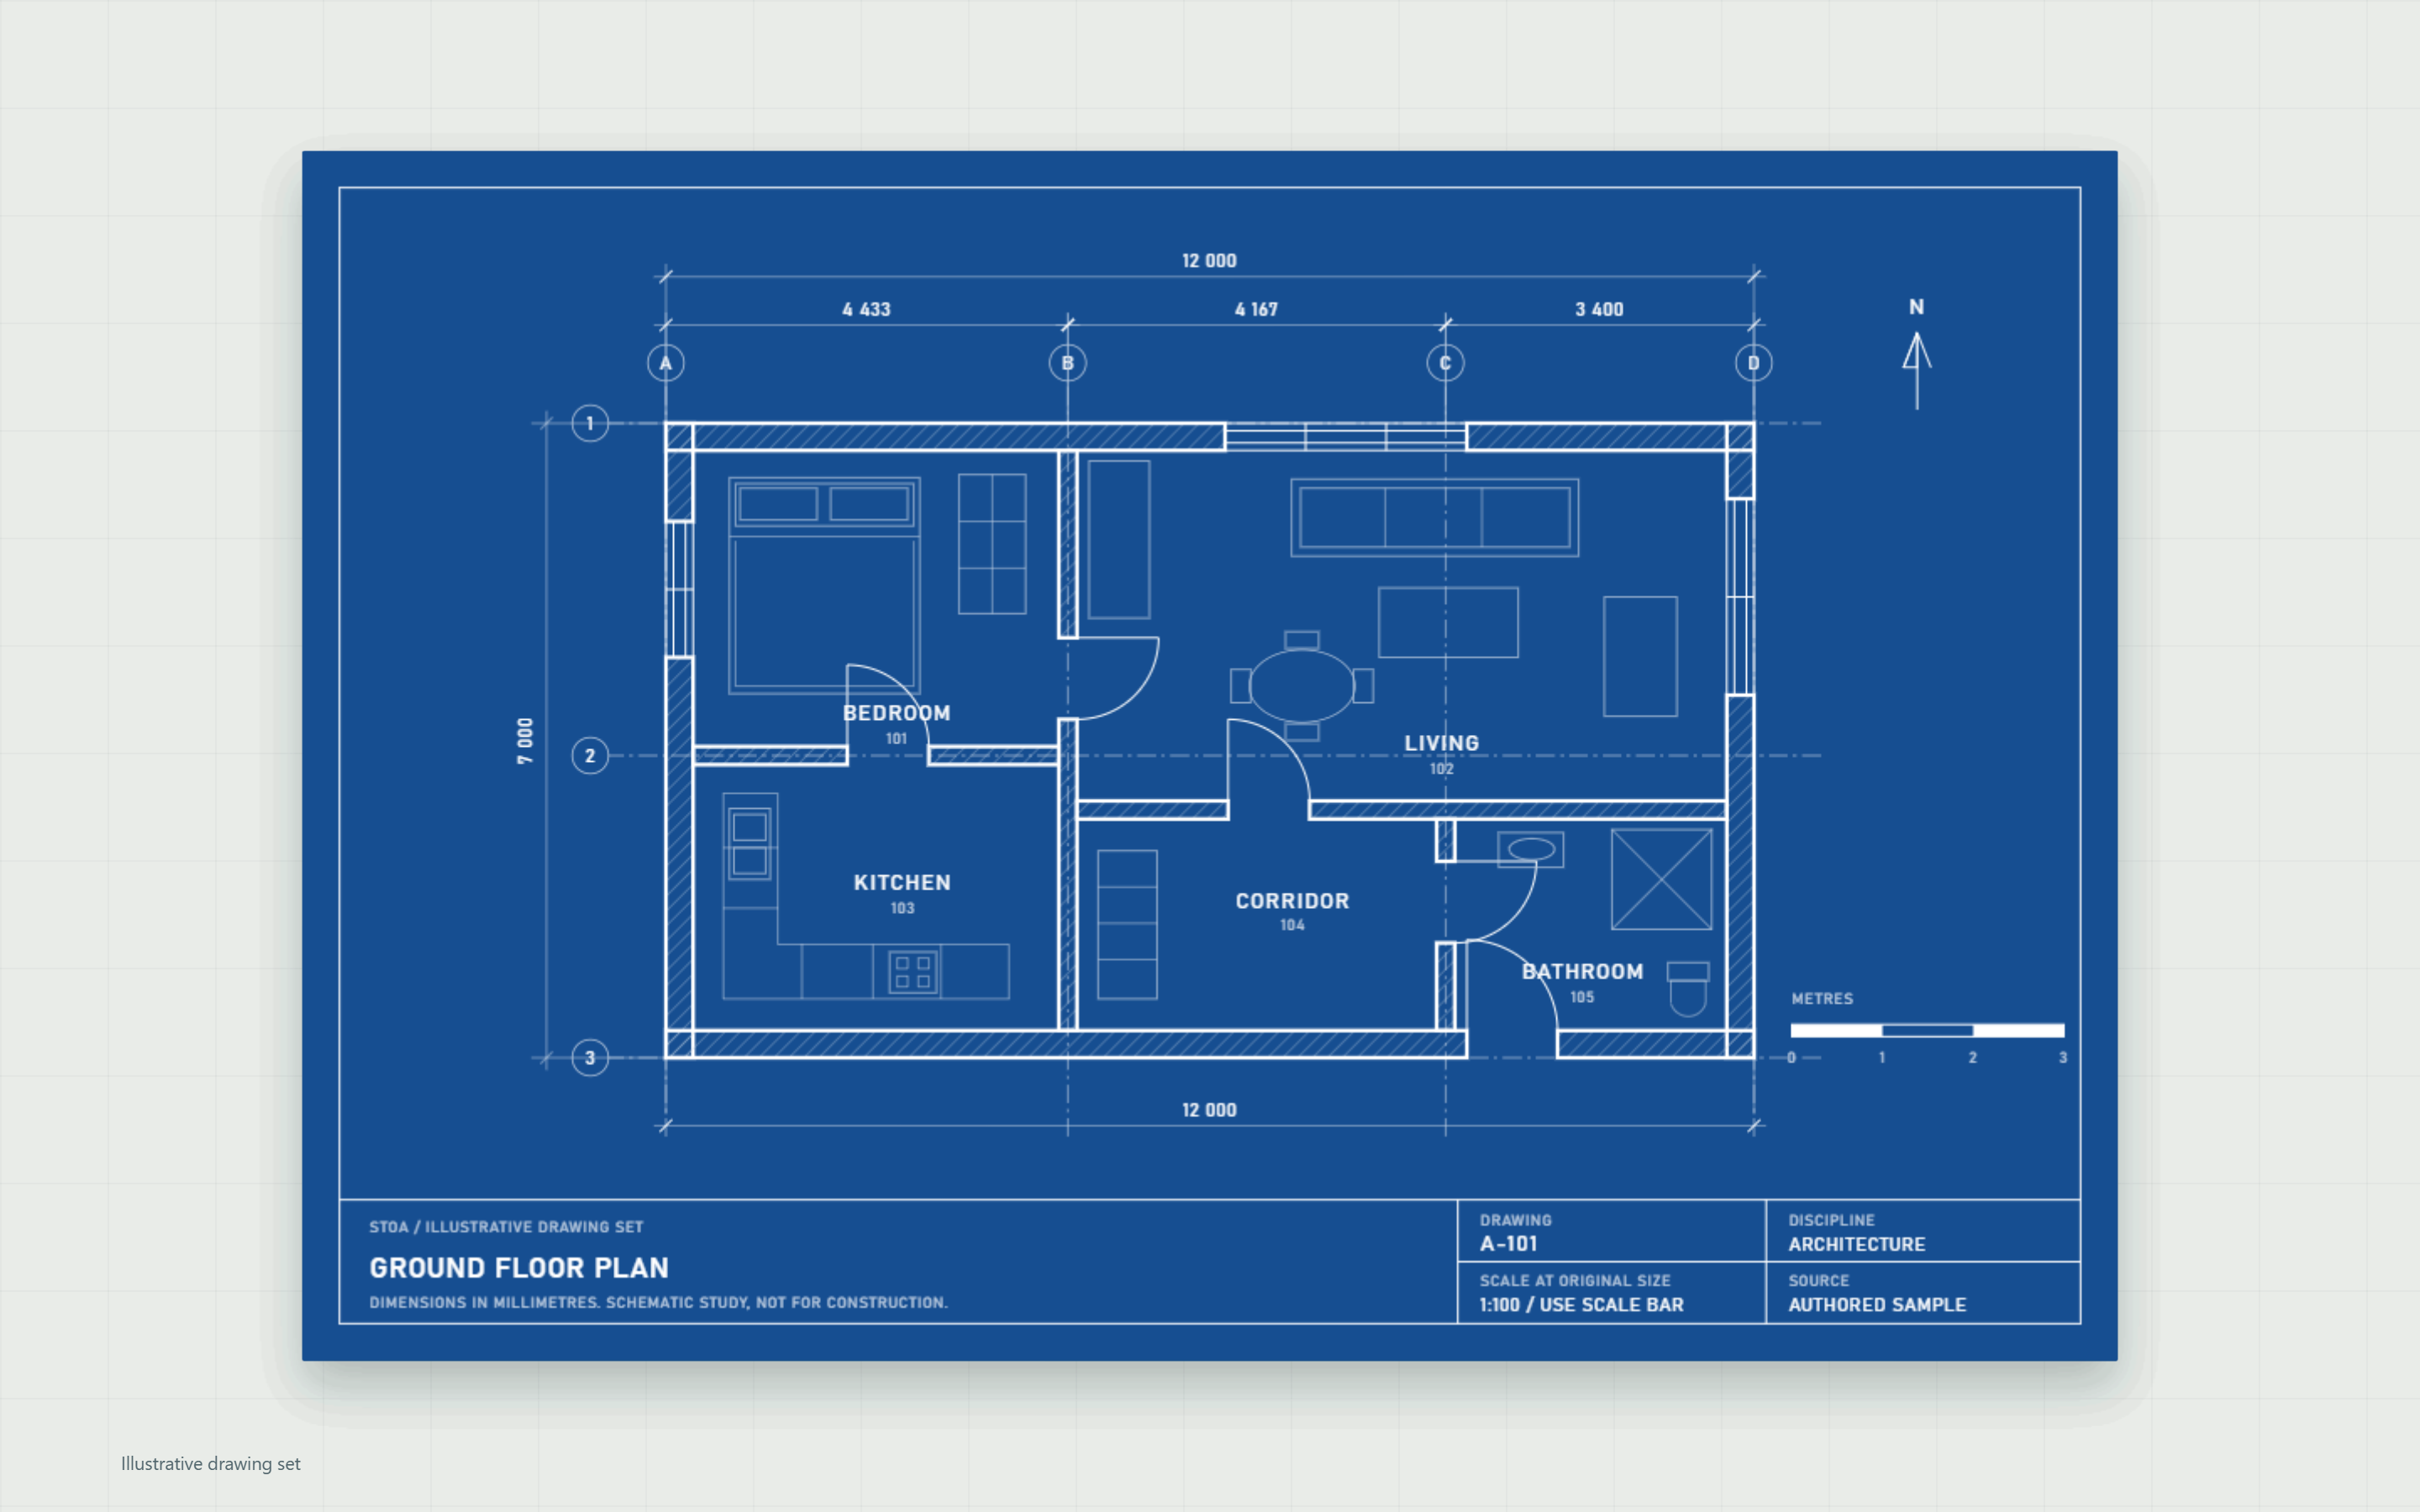 12 000
4 433
4 167
3 400
N
A
B
C
D
1
BEDROOM
101
7 000
2
LIVING
102
KITCHEN
103
CORRIDOR
104
BATHROOM
105
METRES
3
0
1
2
3
12 000
STOA / ILLUSTRATIVE DRAWING SET
GROUND FLOOR PLAN
DIMENSIONS IN MILLIMETRES. SCHEMATIC STUDY, NOT FOR CONSTRUCTION.
DRAWING
A-101
DISCIPLINE
ARCHITECTURE
SCALE AT ORIGINAL SIZE
1:100 / USE SCALE BAR
SOURCE
AUTHORED SAMPLE
Illustrative drawing set